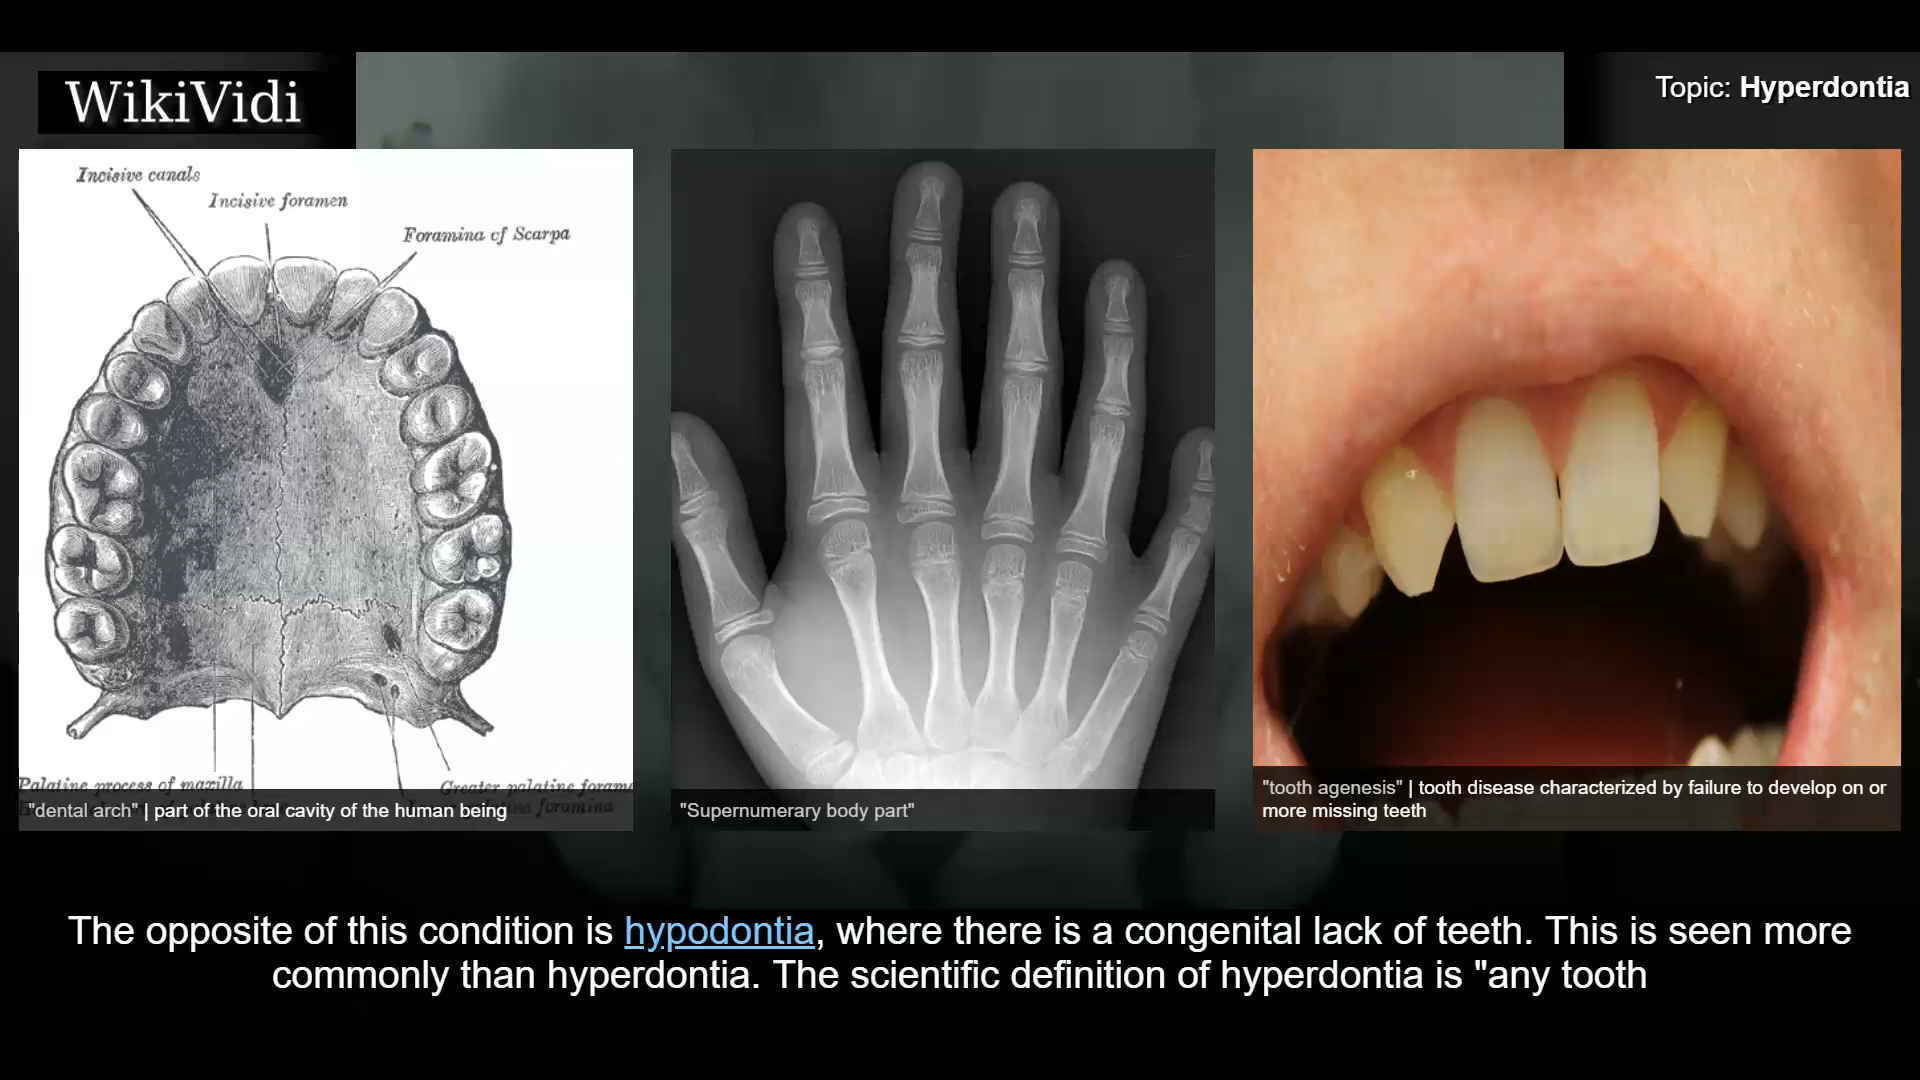 WikiVidi
Topic: Hyperdontia
Incisive canals
Incisive foramen
Foramina of Scarpa
Palatine process of maxilla
Greater palatine forame
"dental arch" | part of the oral cavity of the human being
"Supernumerary body part"
"tooth agenesis" | tooth disease characterized by failure to develop on or
more missing teeth
The opposite of this condition is hypodontia, where there is a congenital lack of teeth. This is seen more
commonly than hyperdontia. The scientific definition of hyperdontia is "any tooth